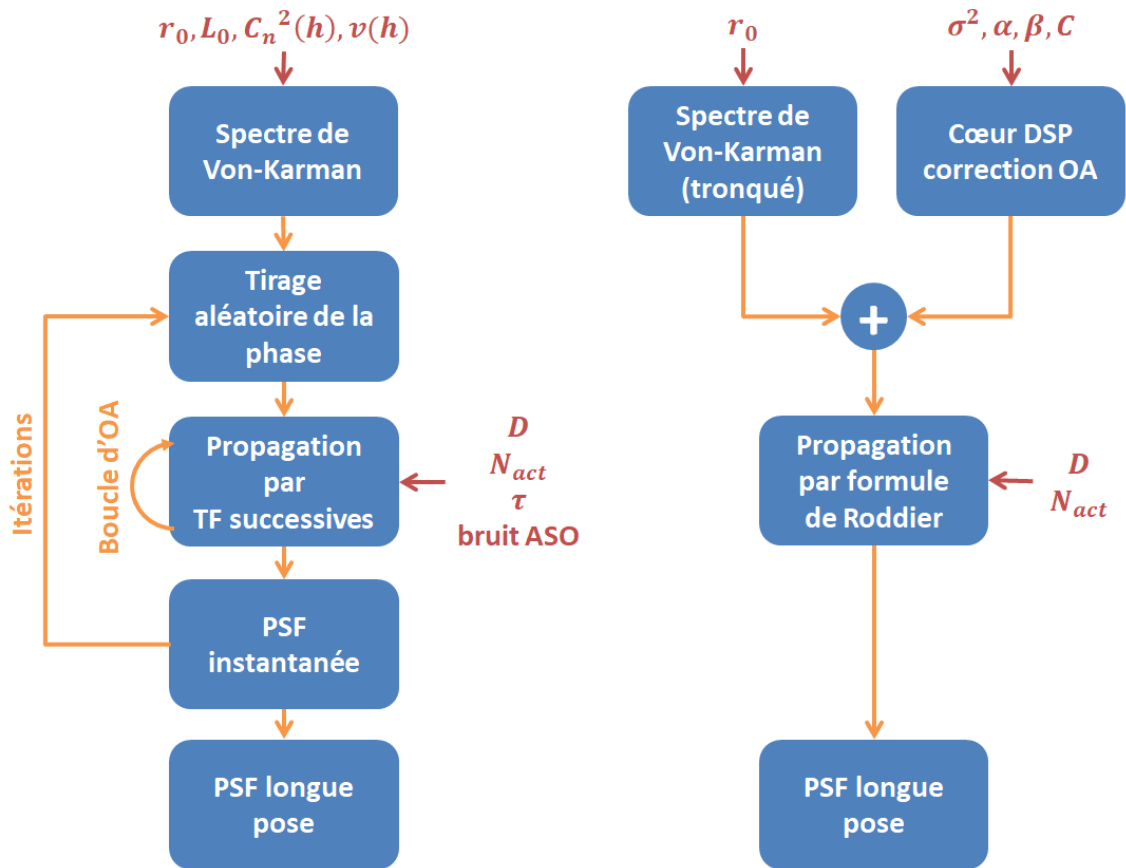 r₀, L₀, Cₙ²(h), v(h)
Spectre de
Von-Karman
Tirage
aléatoire de la
phase
Itérations
Boucle d'OA
Propagation
par
TF successives
D
N_act
τ
bruit ASO
PSF
instantanée
PSF longue
pose
r₀
σ², α, β, C
Spectre de
Von-Karman
(tronqué)
Cœur DSP
correction OA
+
Propagation
par formule
de Roddier
D
N_act
PSF longue
pose